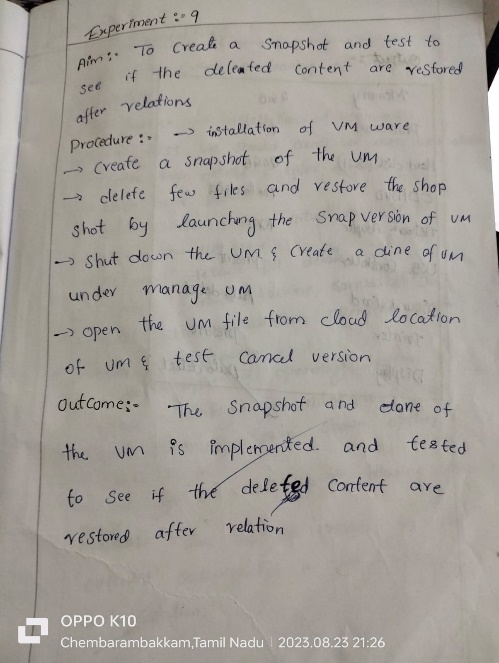 Experiment :- 9
Aim:- To Create a Snapshot and test to
see if the deleated content are restored
after relations
Procedure :- → installation of VM ware
→ Create a snapshot of the VM
→ delete few files and restore the shop
shot by launching the snap version of VM
→ Shut down the VM & Create a dine of VM
under manage VM
→ open the VM file from cloud location
of VM & test cancel version
Outcome:- The Snapshot and clone of
the VM is implemented. and tested
to see if the deleted content are
restored after relation
OPPO K10
Chembarambakkam,Tamil Nadu | 2023.08.23 21:26